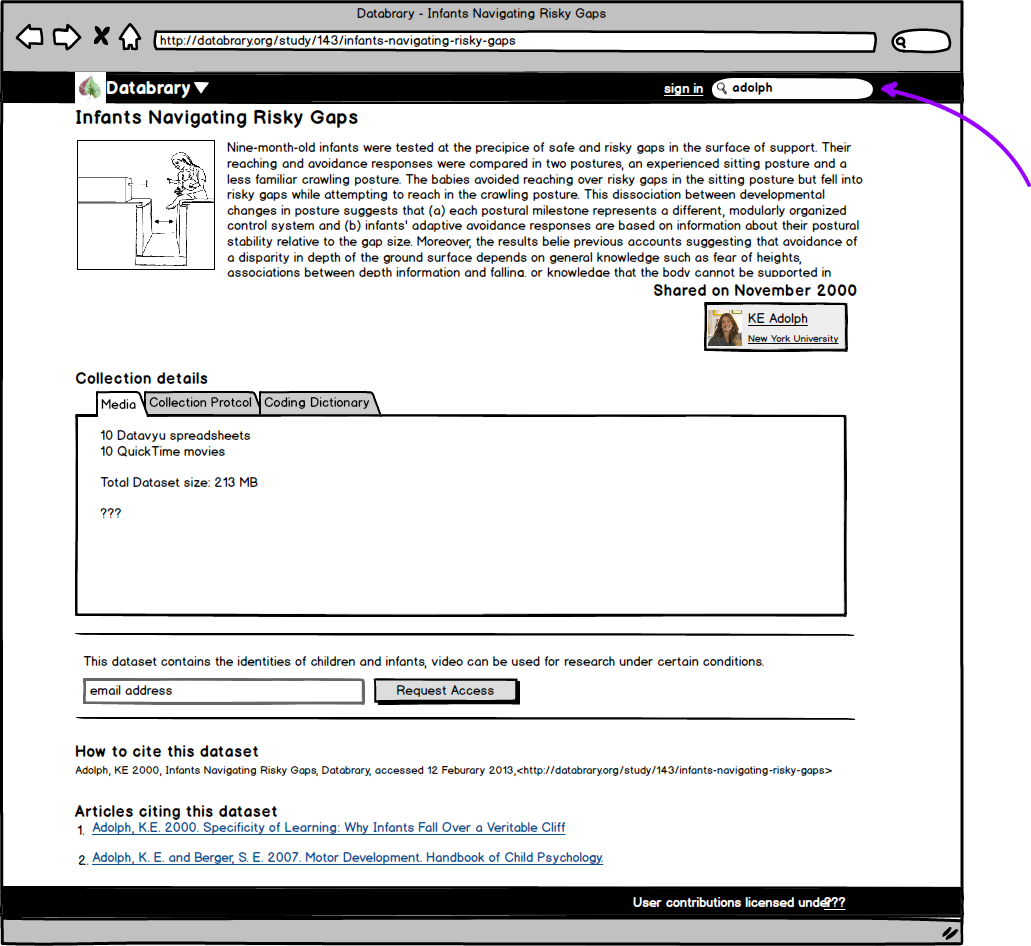 Databrary - Infants Navigating Risky Gaps
http://databrary.org/study/143/infants-navigating-risky-gaps
Databrary
sign in
adolph
Infants Navigating Risky Gaps
Nine-month-old infants were tested at the precipice of safe and risky gaps in the surface of support. Their
reaching and avoidance responses were compared in two postures, an experienced sitting posture and a
less familiar crawling posture. The babies avoided reaching over risky gaps in the sitting posture but fell into
risky gaps while attempting to reach in the crawling posture. This dissociation between developmental
changes in posture suggests that (a) each postural milestone represents a different, modularly organized
control system and (b) infants' adaptive avoidance responses are based on information about their postural
stability relative to the gap size. Moreover, the results belie previous accounts suggesting that avoidance of
a disparity in depth of the ground surface depends on general knowledge such as fear of heights,
associations between depth information and falling, or knowledge that the body cannot be supported in
Shared on November 2000
KE Adolph
New York University
Collection details
Media
Collection Protcol
Coding Dictionary
10 Datavyu spreadsheets
10 QuickTime movies
Total Dataset size: 213 MB
???
This dataset contains the identities of children and infants, video can be used for research under certain conditions.
email address
Request Access
How to cite this dataset
Adolph, KE 2000, Infants Navigating Risky Gaps, Databrary, accessed 12 Feburary 2013,<http://databrary.org/study/143/infants-navigating-risky-gaps>
Articles citing this dataset
1. Adolph, K.E. 2000. Specificity of Learning: Why Infants Fall Over a Veritable Cliff
2. Adolph, K. E. and Berger, S. E. 2007. Motor Development. Handbook of Child Psychology.
User contributions licensed under???